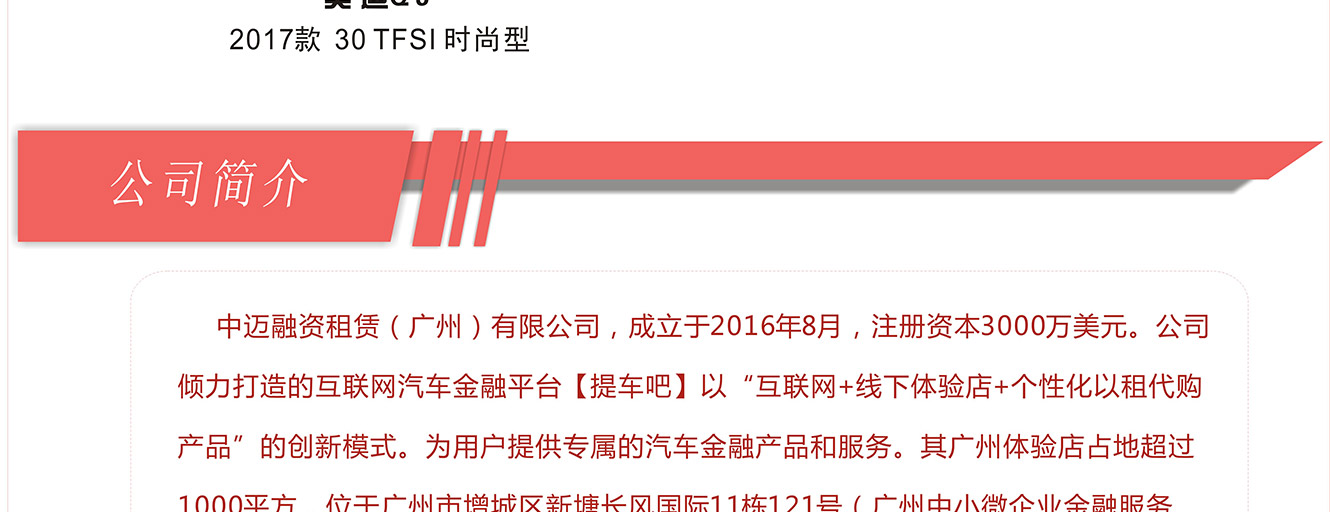 2017款 30 TFSI 时尚型
公司简介
中迈融资租赁（广州）有限公司，成立于2016年8月，注册资本3000万美元。公司
倾力打造的互联网汽车金融平台【提车吧】以“互联网+线下体验店+个性化以租代购
产品”的创新模式。为用户提供专属的汽车金融产品和服务。其广州体验店占地超过
1000平方，位于广州市增城区新塘长风国际11栋121号（广州中小微企业金融服务